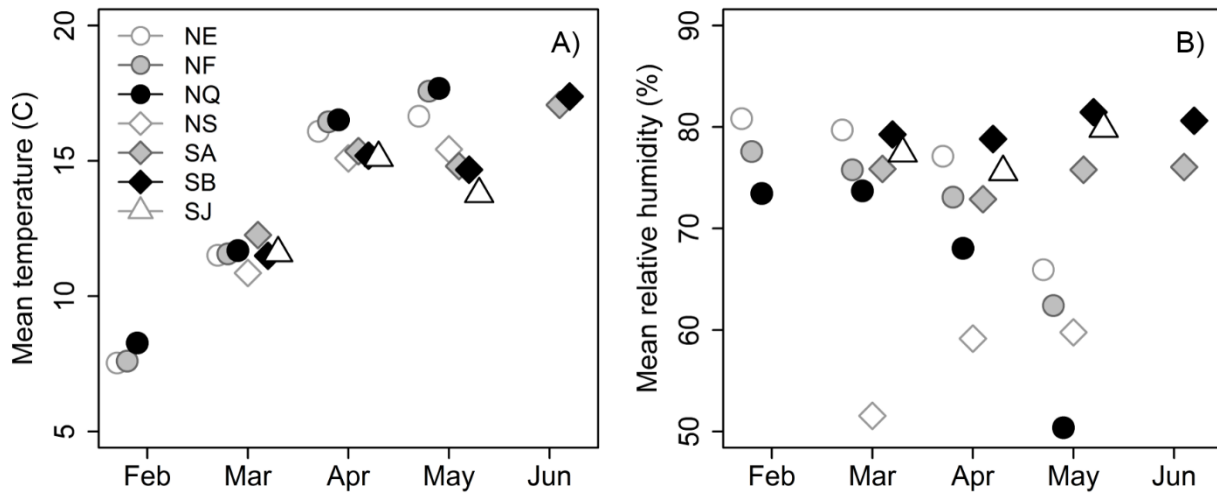 A)
Mean temperature (C)
20
15
10
5
NE
NF
NQ
NS
SA
SB
SJ
Feb Mar Apr May Jun
B)
Mean relative humidity (%)
90
80
70
60
50
Feb Mar Apr May Jun